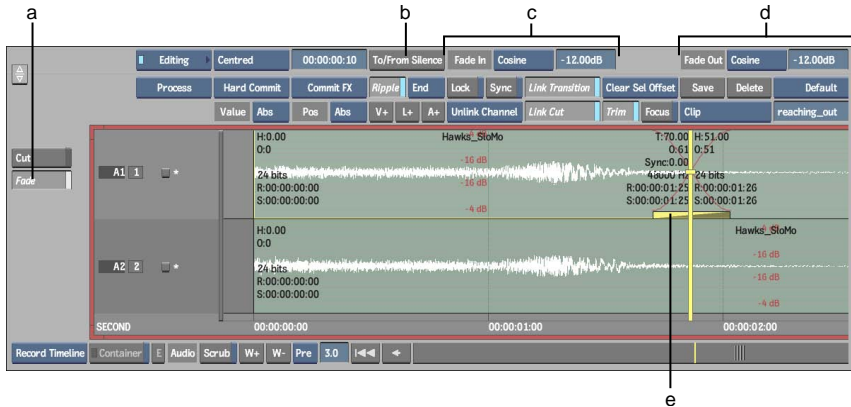 a b c d
Editing Centred 00:00:00:10 To/From Silence Fade In Cosine -12.00dB Fade Out Cosine -12.00dB
Process Hard Commit Commit FX Ripple End Lock Sync Link Transition Clear Sel Offset Save Delete Default
Value Abs Pos Abs V+ L+ A+ Unlink Channel Link Cut Trim Focus Clip reaching_out
H:0.00 Hawks_SloMo T:70.00 H:51.00
0:0 0:61 0:51
-16 dB Sync:0.00
Cut
A1 1 * 24 bits 48000 Hz 24 bits
Fade
-16 dB
R:00:00:00:00 R:00:00:01:25 R:00:00:01:26
S:00:00:00:00 -4 dB S:00:00:01:25 S:00:00:01:26
H:0.00 Hawks_SloMo
0:0
-16 dB
A2 2 * 24 bits
R:00:00:00:00 -16 dB
S:00:00:00:00
-4 dB
SECOND 00:00:00:00 00:00:01:00 00:00:02:00
Record Timeline Container E Audio Scrub W+ W- Pre 3.0
e